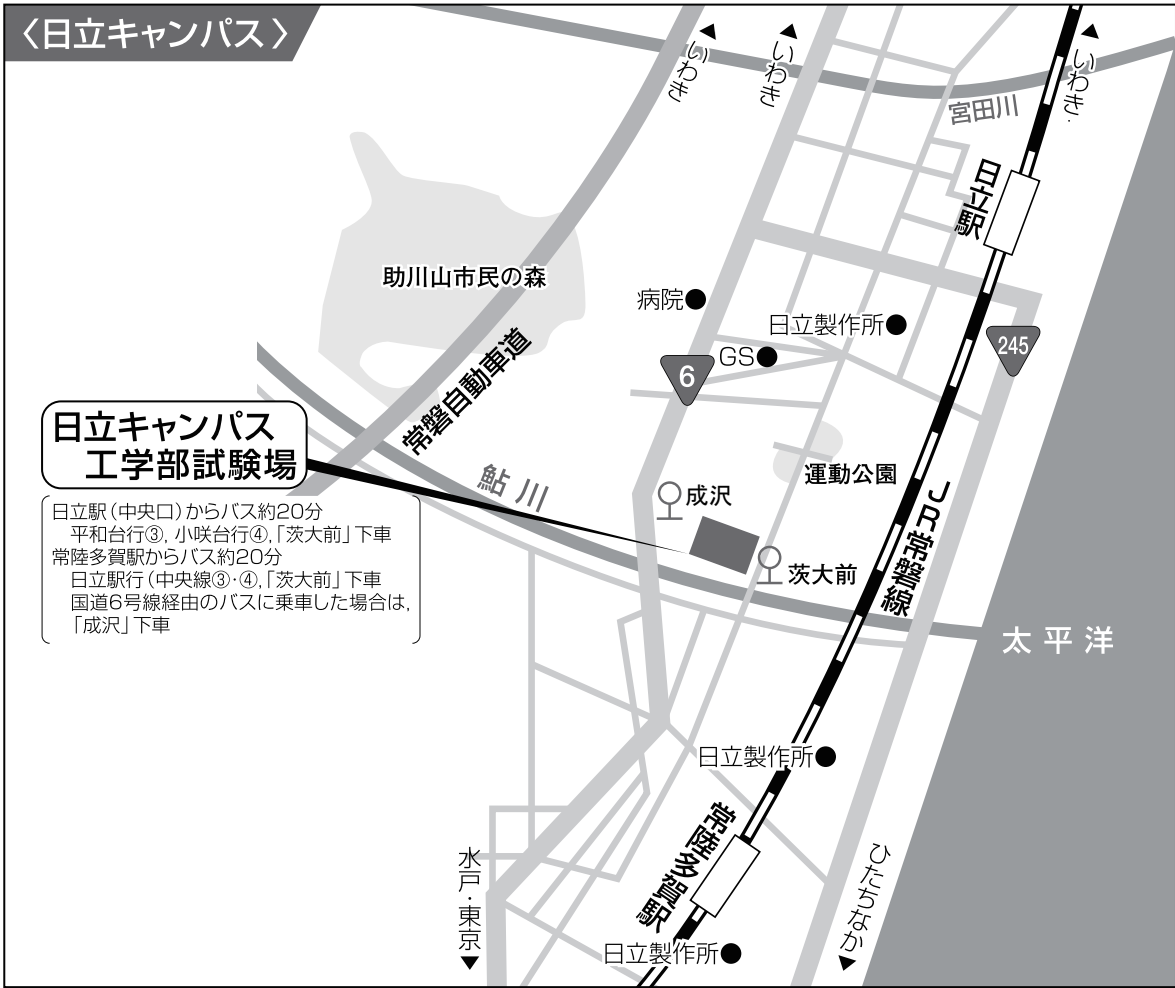 〈日立キャンパス〉
▲いわき
▲いわき
▲いわき
宮田川
日立駅
助川山市民の森
病院●
日立製作所●
GS●
245
6
常磐自動車道
日立キャンパス
工学部試験場
鮎川
運動公園
成沢
JR常磐線
日立駅(中央口)からバス約20分
平和台行③, 小咲台行④,「茨大前」下車
常陸多賀駅からバス約20分
日立駅行(中央線③・④,「茨大前」下車
国道6号線経由のバスに乗車した場合は,
「成沢」下車
茨大前
太平洋
日立製作所●
常陸多賀駅
水戸・東京▼
ひたちなか▼
日立製作所●